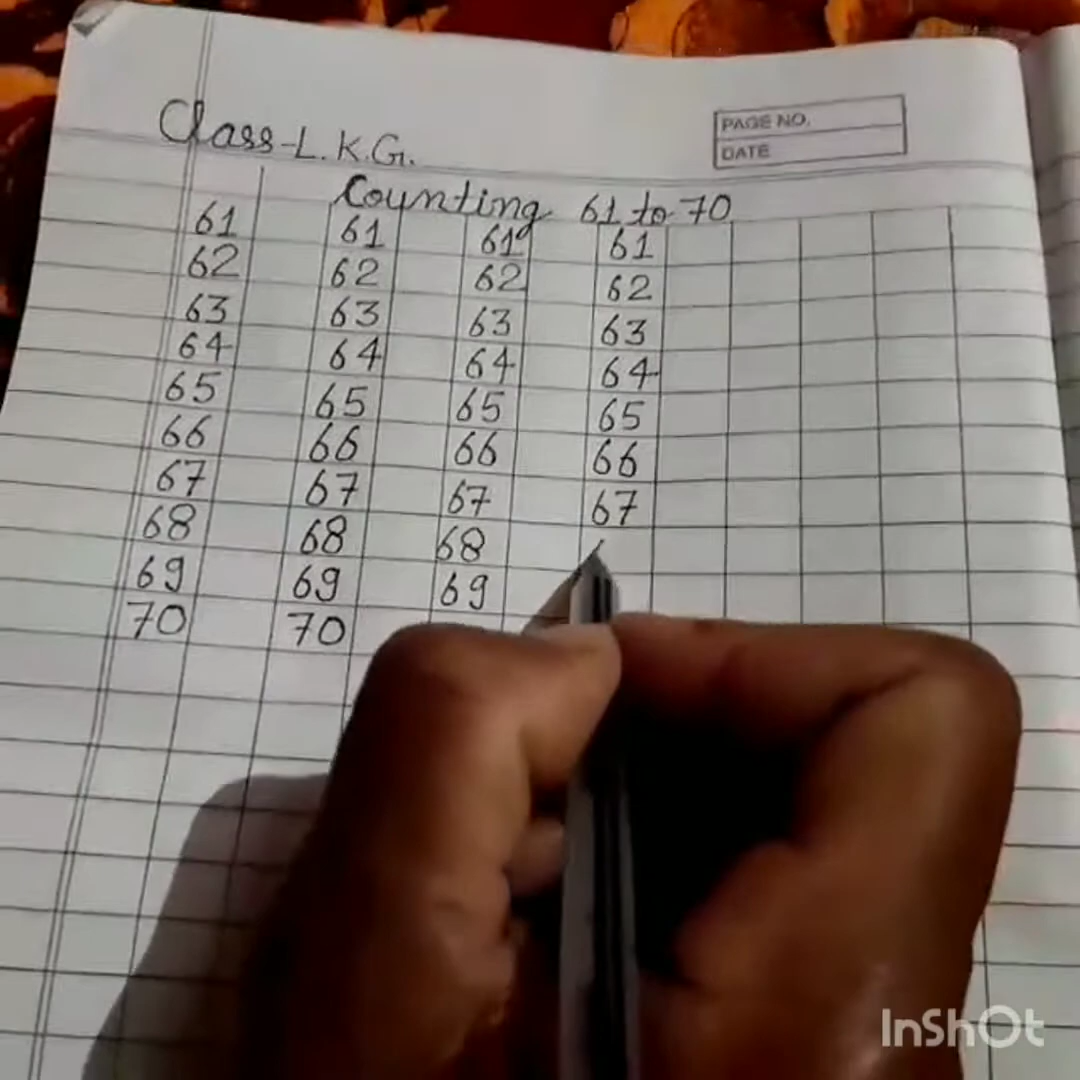 PAGE NO.
DATE
Class-L.K.G.
Counting 61 to 70
61 61 61 61
62 62 62 62
63 63 63 63
64 64 64 64
65 65 65 65
66 66 66 66
67 67 67 67
68 68 68
69 69 69
70 70
InShOt